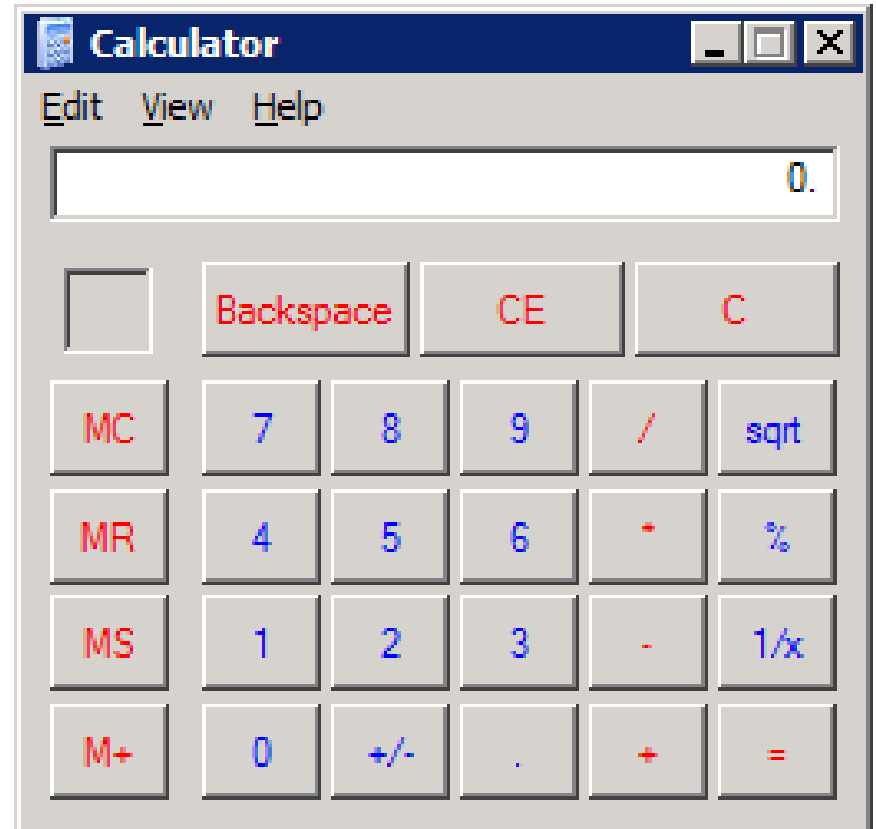 Calculator
Edit View Help
0.
Backspace CE C
MC 7 8 9 / sqrt
MR 4 5 6 * %
MS 1 2 3 - 1/x
M+ 0 +/- . + =